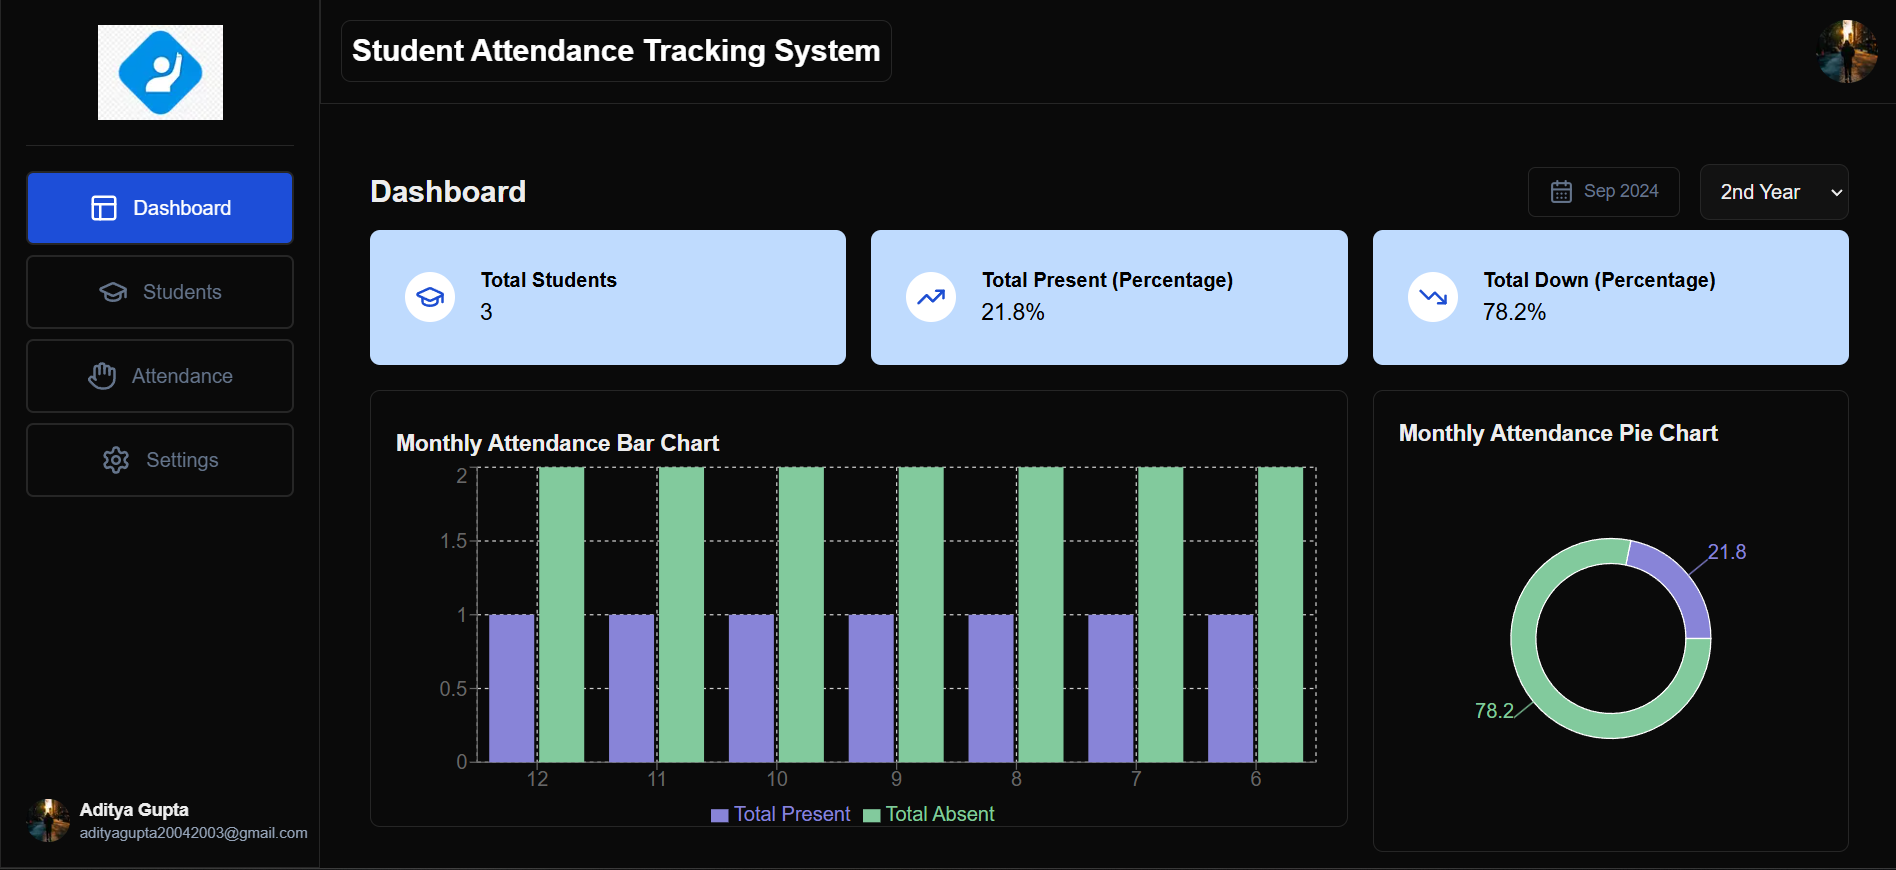 Student Attendance Tracking System
Dashboard
Students
Attendance
Settings
Aditya Gupta
adityagupta20042003@gmail.com
Dashboard
Sep 2024
2nd Year
Total Students
3
Total Present (Percentage)
21.8%
Total Down (Percentage)
78.2%
Monthly Attendance Bar Chart
2
1.5
1
0.5
0
12 11 10 9 8 7 6
Total Present Total Absent
Monthly Attendance Pie Chart
21.8
78.2